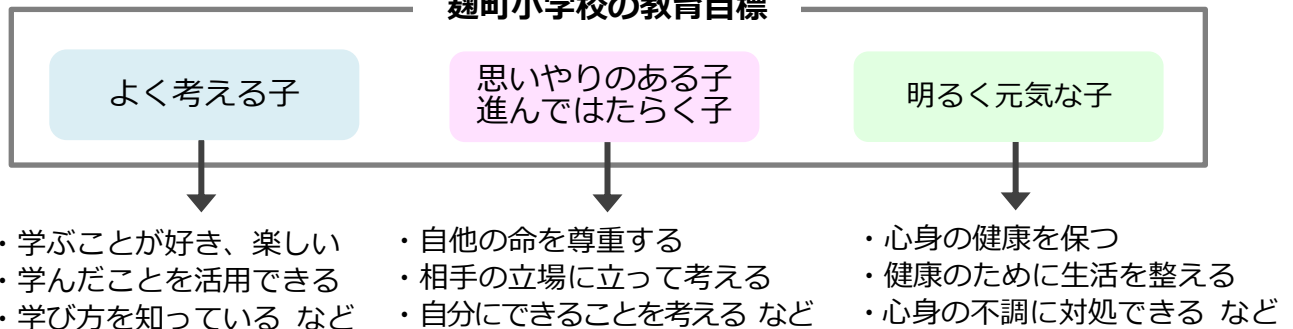 麹町小学校の教育目標
よく考える子
思いやりのある子
進んではたらく子
明るく元気な子
・学ぶことが好き、楽しい
・学んだことを活用できる
・学び方を知っている など
・自他の命を尊重する
・相手の立場に立って考える
・自分にできることを考える など
・心身の健康を保つ
・健康のために生活を整える
・心身の不調に対処できる など